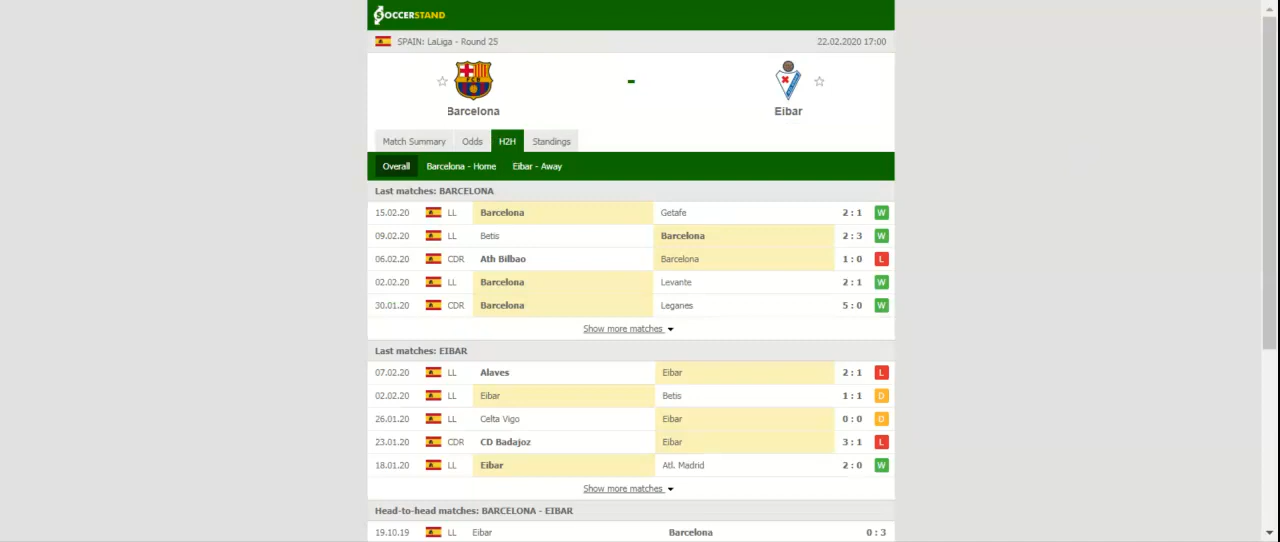 SOCCERSTAND
SPAIN: LaLiga - Round 25 22.02.2020 17:00
-
Barcelona Eibar
Match Summary Odds H2H Standings
Overall Barcelona - Home Eibar - Away
Last matches: BARCELONA
15.02.20 LL Barcelona Getafe 2 : 1 W
09.02.20 LL Betis Barcelona 2 : 3 W
06.02.20 CDR Ath Bilbao Barcelona 1 : 0 L
02.02.20 LL Barcelona Levante 2 : 1 W
30.01.20 CDR Barcelona Leganes 5 : 0 W
Show more matches
Last matches: EIBAR
07.02.20 LL Alaves Eibar 2 : 1 L
02.02.20 LL Eibar Betis 1 : 1 D
26.01.20 LL Celta Vigo Eibar 0 : 0 D
23.01.20 CDR CD Badajoz Eibar 3 : 1 L
18.01.20 LL Eibar Atl. Madrid 2 : 0 W
Show more matches
Head-to-head matches: BARCELONA - EIBAR
19.10.19 LL Eibar Barcelona 0 : 3